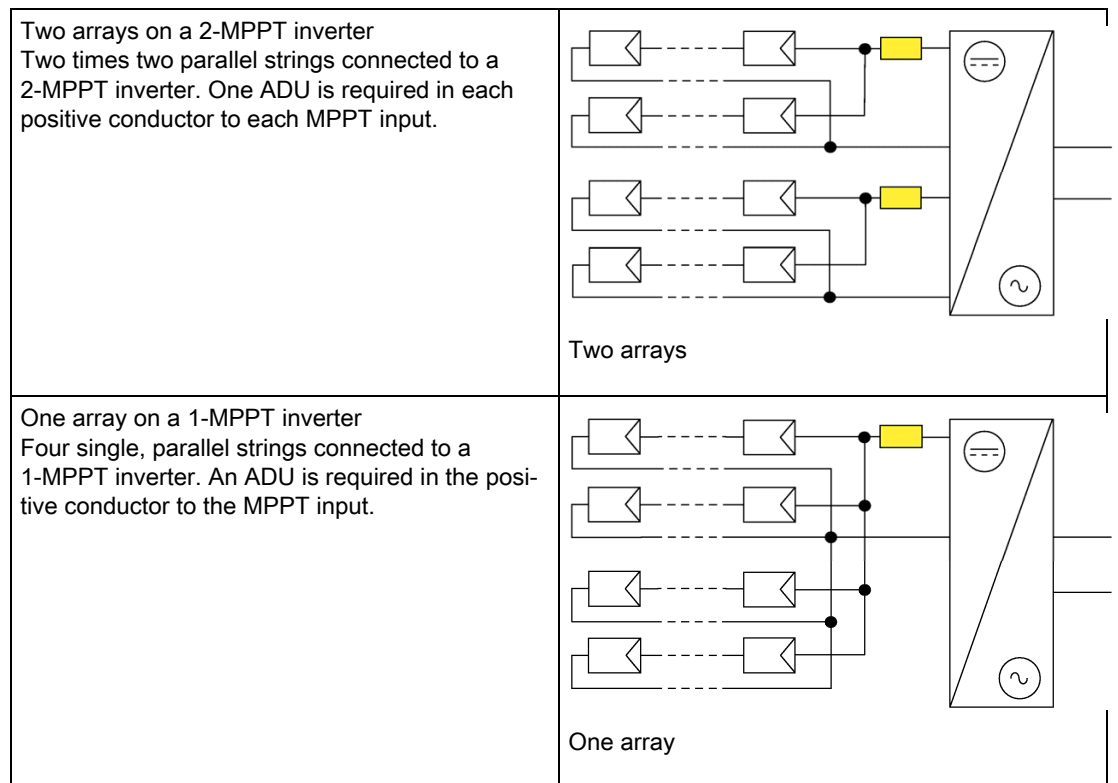 Two arrays on a 2-MPPT inverter
Two times two parallel strings connected to a
2-MPPT inverter. One ADU is required in each
positive conductor to each MPPT input.
Two arrays
One array on a 1-MPPT inverter
Four single, parallel strings connected to a
1-MPPT inverter. An ADU is required in the posi-
tive conductor to the MPPT input.
One array